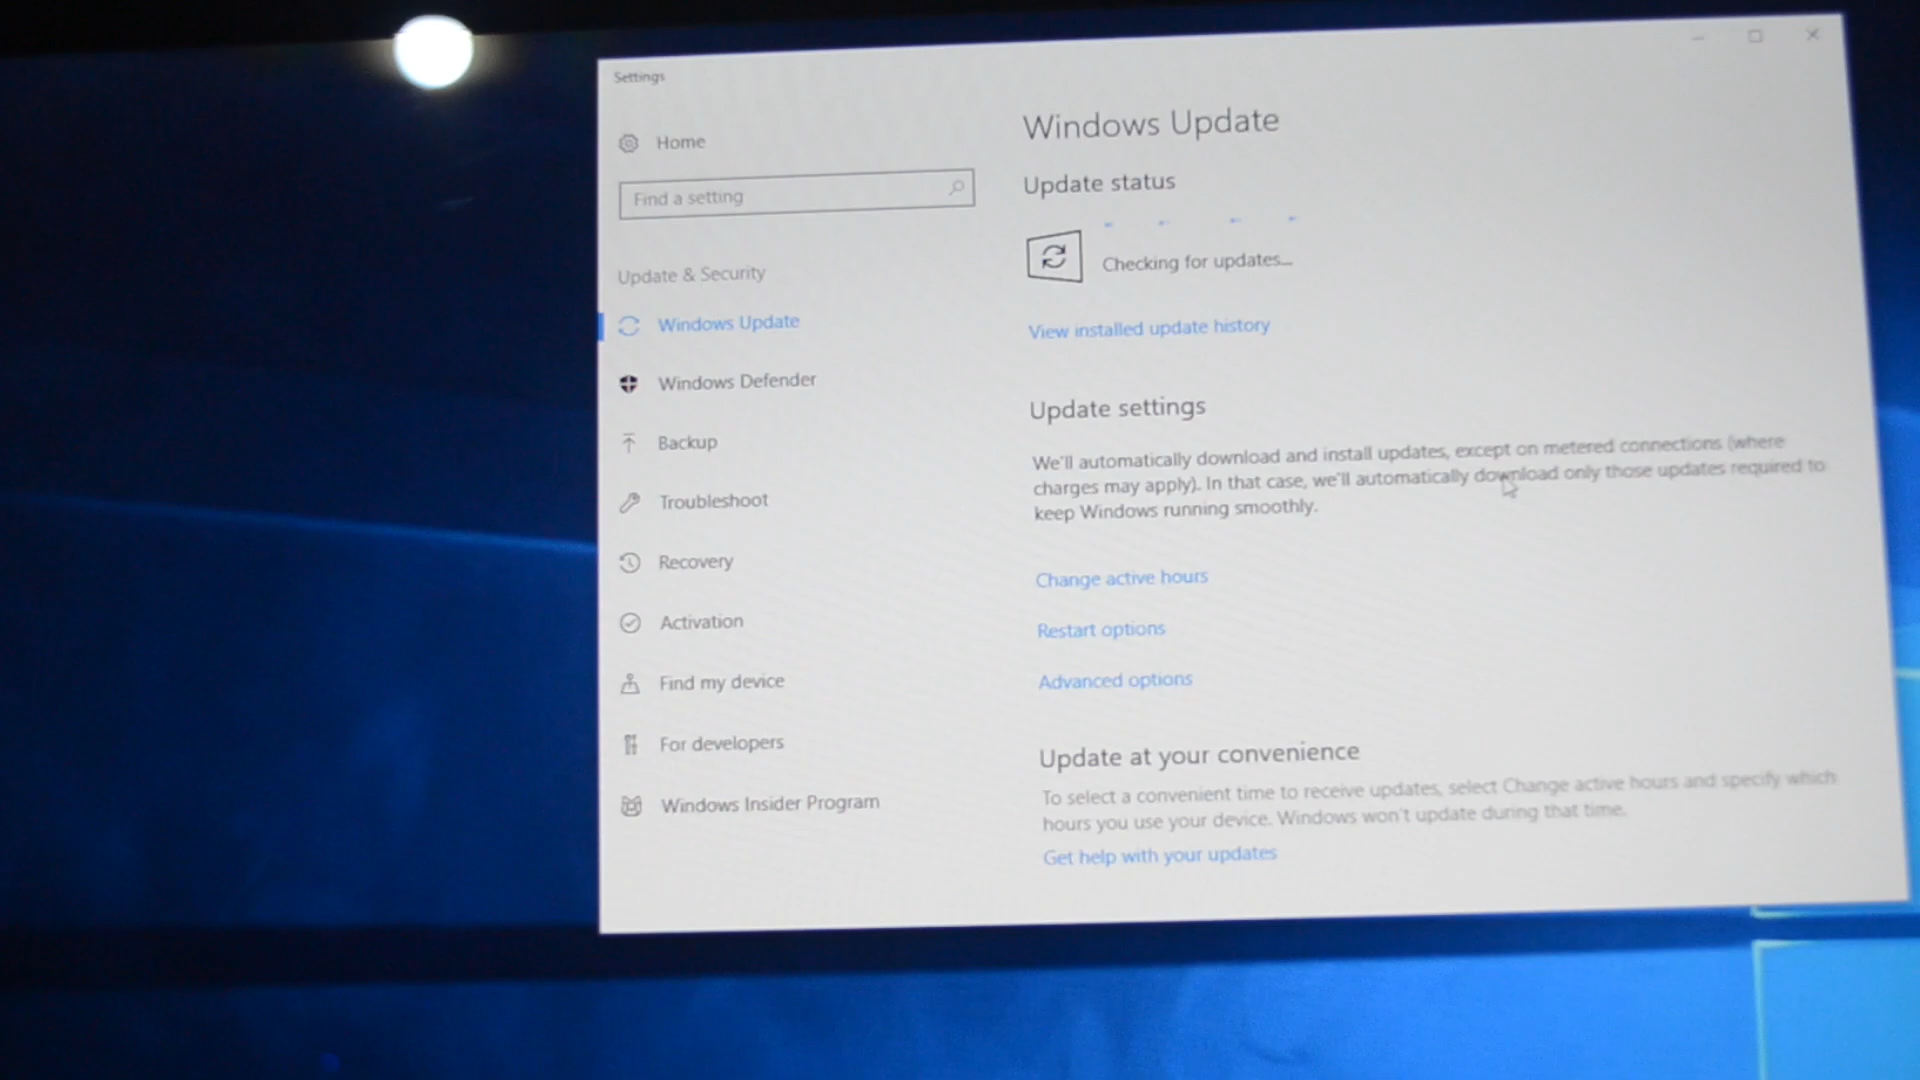 Settings
Home
Find a setting
Update & Security
Windows Update
Windows Defender
Backup
Troubleshoot
Recovery
Activation
Find my device
For developers
Windows Insider Program
Windows Update
Update status
Checking for updates...
View installed update history
Update settings
We'll automatically download and install updates, except on metered connections (where
charges may apply). In that case, we'll automatically download only those updates required to
keep Windows running smoothly.
Change active hours
Restart options
Advanced options
Update at your convenience
To select a convenient time to receive updates, select Change active hours and specify which
hours you use your device. Windows won't update during that time.
Get help with your updates